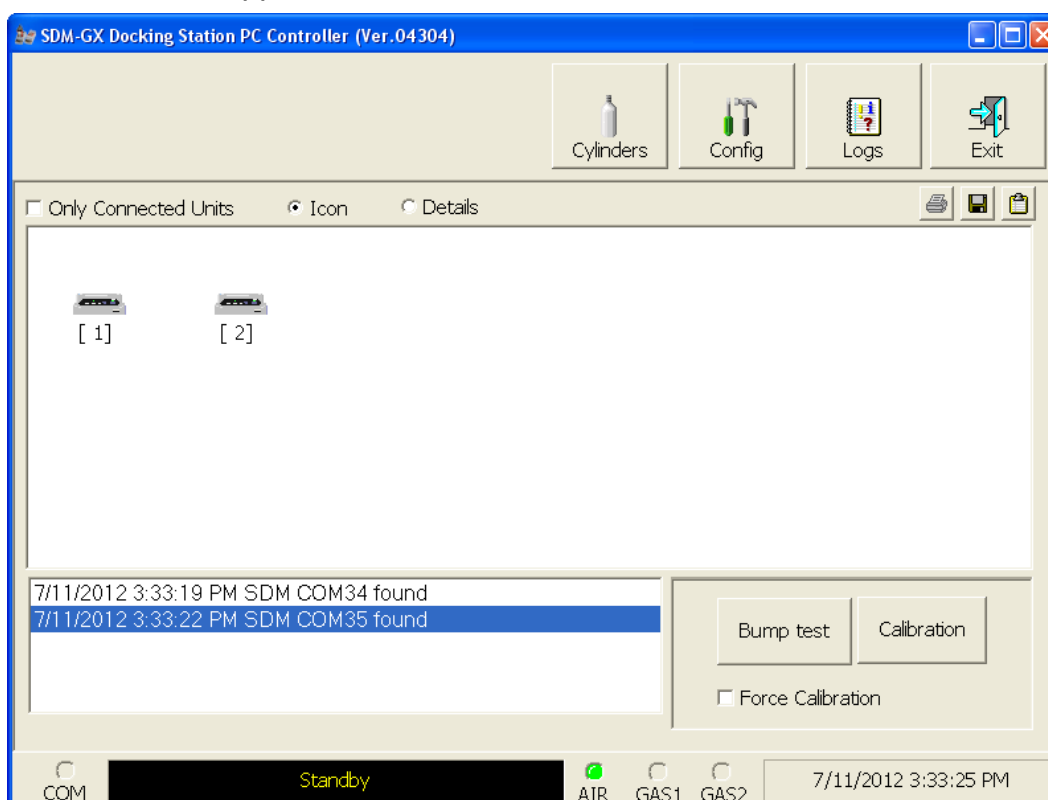 SDM-GX Docking Station PC Controller (Ver.04304)
Cylinders Config Logs Exit
Only Connected Units Icon Details
[ 1] [ 2]
7/11/2012 3:33:19 PM SDM COM34 found
7/11/2012 3:33:22 PM SDM COM35 found
Bump test Calibration
Force Calibration
COM Standby AIR GAS1 GAS2 7/11/2012 3:33:25 PM